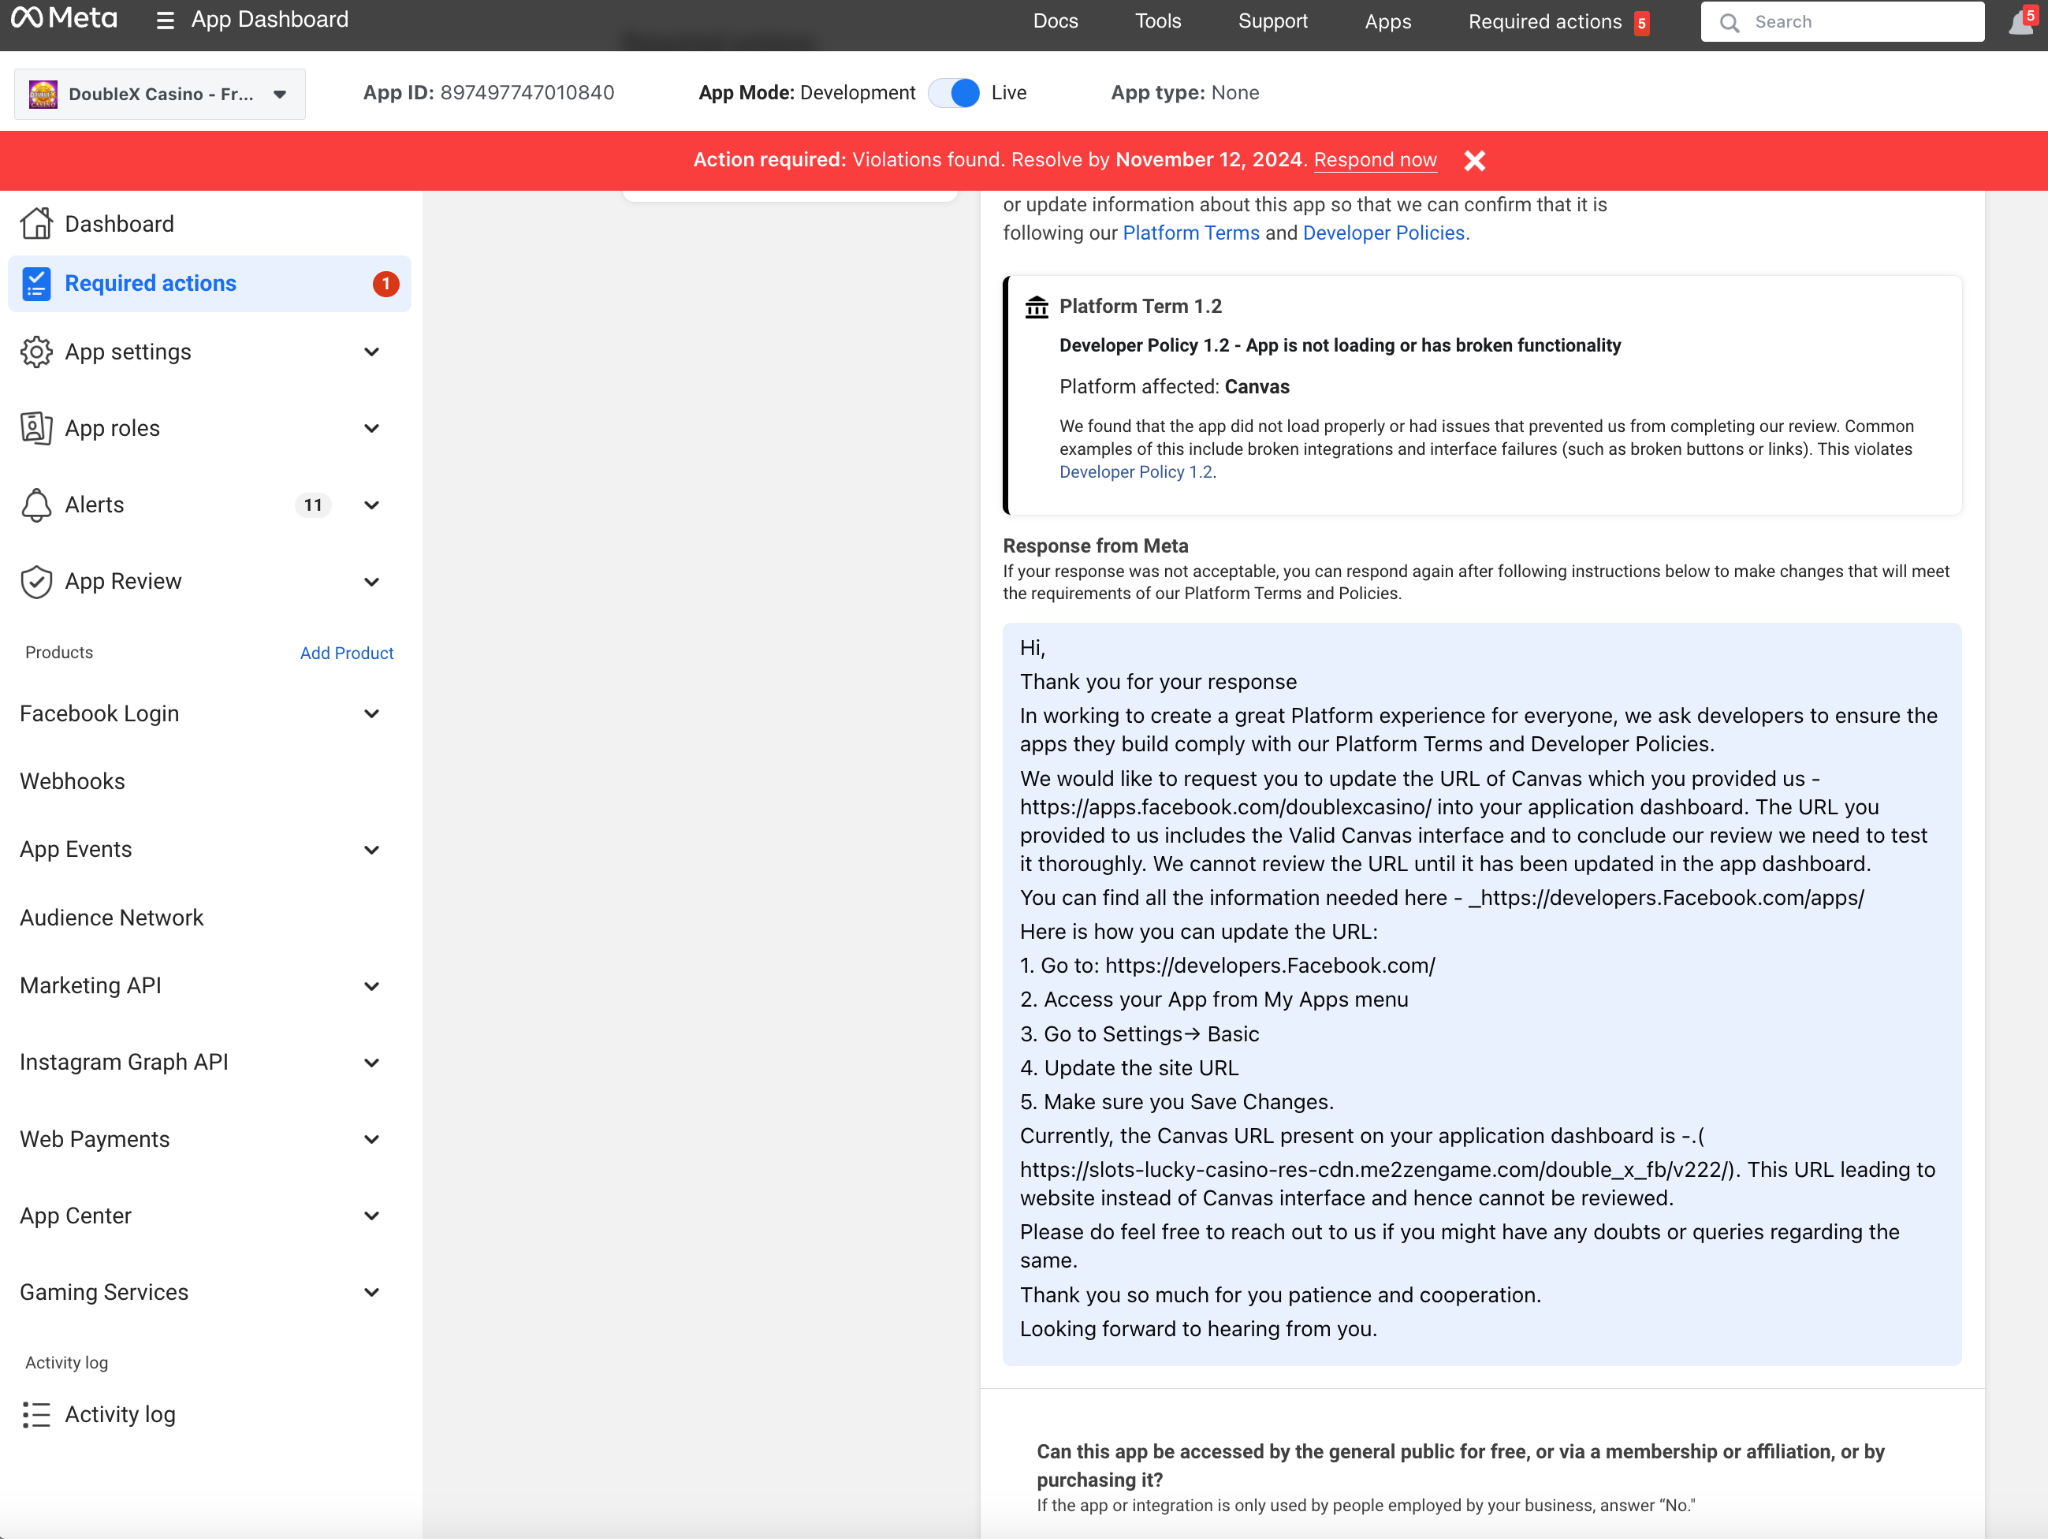 Meta
App Dashboard
Docs
Tools
Support
Apps
Required actions 5
Search
5
DoubleX Casino - Fr...
App ID: 897497747010840
App Mode: Development
Live
App type: None
Action required: Violations found. Resolve by November 12, 2024. Respond now
Dashboard
Required actions
1
App settings
App roles
Alerts
11
App Review
Products
Add Product
Facebook Login
Webhooks
App Events
Audience Network
Marketing API
Instagram Graph API
Web Payments
App Center
Gaming Services
Activity log
Activity log
or update information about this app so that we can confirm that it is
following our Platform Terms and Developer Policies.
Platform Term 1.2
Developer Policy 1.2 - App is not loading or has broken functionality
Platform affected: Canvas
We found that the app did not load properly or had issues that prevented us from completing our review. Common
examples of this include broken integrations and interface failures (such as broken buttons or links). This violates
Developer Policy 1.2.
Response from Meta
If your response was not acceptable, you can respond again after following instructions below to make changes that will meet
the requirements of our Platform Terms and Policies.
Hi,
Thank you for your response
In working to create a great Platform experience for everyone, we ask developers to ensure the
apps they build comply with our Platform Terms and Developer Policies.
We would like to request you to update the URL of Canvas which you provided us -
https://apps.facebook.com/doublexcasino/ into your application dashboard. The URL you
provided to us includes the Valid Canvas interface and to conclude our review we need to test
it thoroughly. We cannot review the URL until it has been updated in the app dashboard.
You can find all the information needed here - _https://developers.Facebook.com/apps/
Here is how you can update the URL:
1. Go to: https://developers.Facebook.com/
2. Access your App from My Apps menu
3. Go to Settings→ Basic
4. Update the site URL
5. Make sure you Save Changes.
Currently, the Canvas URL present on your application dashboard is -.(
https://slots-lucky-casino-res-cdn.me2zengame.com/double_x_fb/v222/). This URL leading to
website instead of Canvas interface and hence cannot be reviewed.
Please do feel free to reach out to us if you might have any doubts or queries regarding the
same.
Thank you so much for you patience and cooperation.
Looking forward to hearing from you.
Can this app be accessed by the general public for free, or via a membership or affiliation, or by
purchasing it?
If the app or integration is only used by people employed by your business, answer “No."